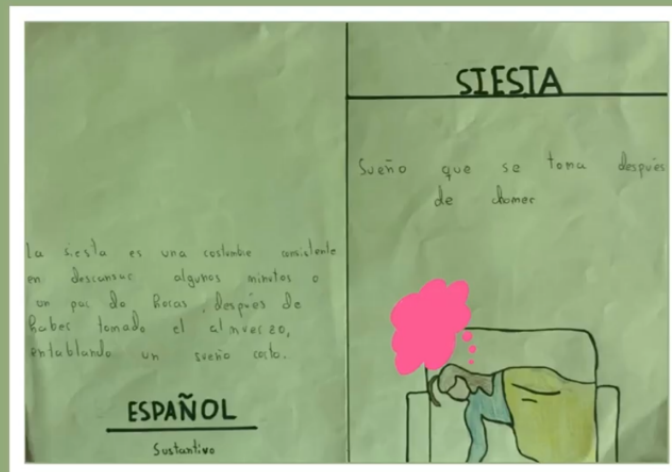 La siesta es una costumbre consistente
en descansar algunos minutos o
un par de horas, después de
haber tomado el almuerzo,
entablando un sueño corto.
ESPAÑOL
Sustantivo
SIESTA
Sueño que se toma después
de comer